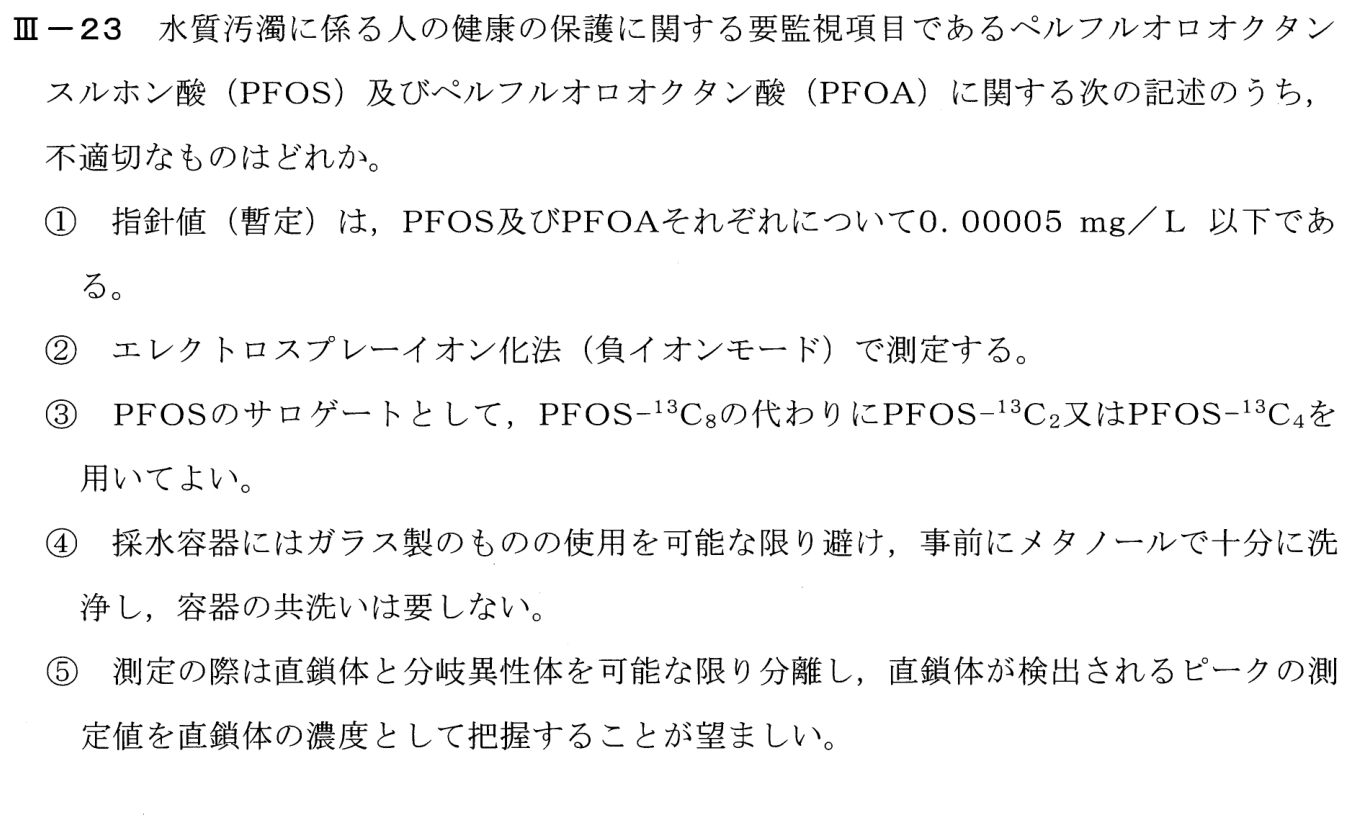 Ⅲ－23　水質汚濁に係る人の健康の保護に関する要監視項目であるペルフルオロオクタン
スルホン酸（PFOS）及びペルフルオロオクタン酸（PFOA）に関する次の記述のうち，
不適切なものはどれか。
①　指針値（暫定）は，PFOS及びPFOAそれぞれについて0.00005 mg／L 以下であ
る。
②　エレクトロスプレーイオン化法（負イオンモード）で測定する。
③　PFOSのサロゲートとして，PFOS-¹³C₈の代わりにPFOS-¹³C₂又はPFOS-¹³C₄を
用いてよい。
④　採水容器にはガラス製のものの使用を可能な限り避け，事前にメタノールで十分に洗
浄し，容器の共洗いは要しない。
⑤　測定の際は直鎖体と分岐異性体を可能な限り分離し，直鎖体が検出されるピークの測
定値を直鎖体の濃度として把握することが望ましい。